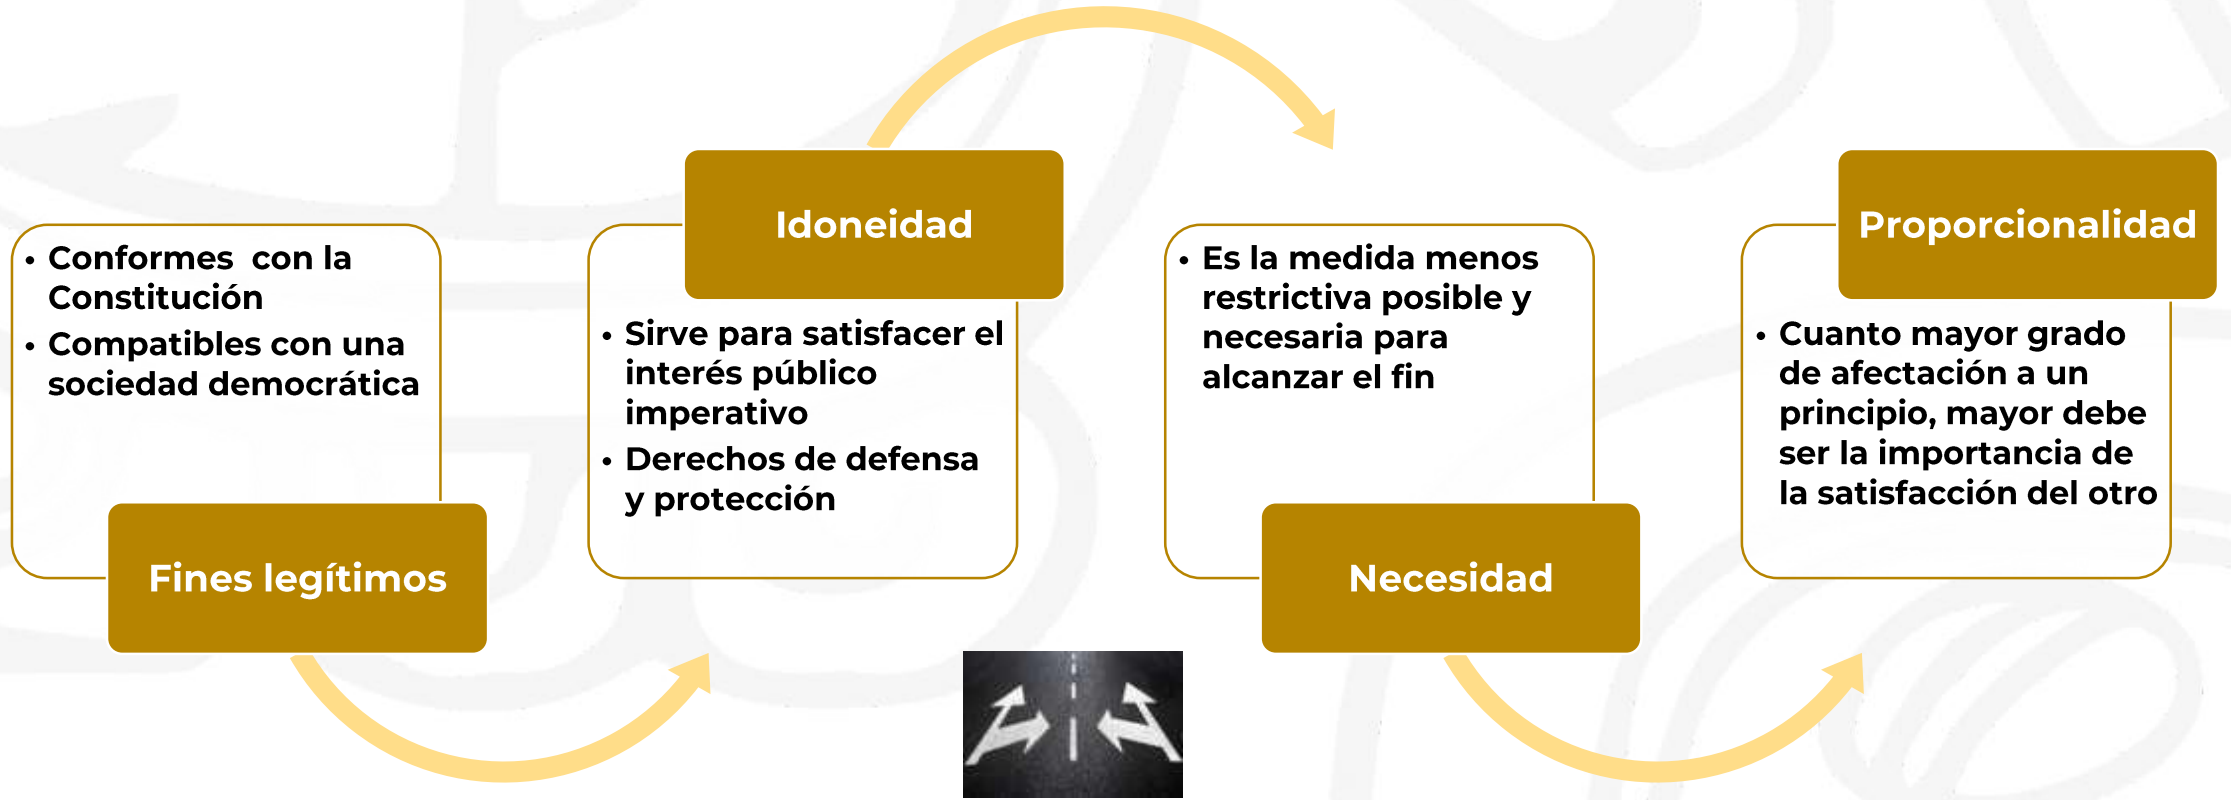 • Conformes con la
Constitución
• Compatibles con una
sociedad democrática
Fines legítimos
Idoneidad
• Sirve para satisfacer el
interés público
imperativo
• Derechos de defensa
y protección
• Es la medida menos
restrictiva posible y
necesaria para
alcanzar el fin
Necesidad
Proporcionalidad
• Cuanto mayor grado
de afectación a un
principio, mayor debe
ser la importancia de
la satisfacción del otro